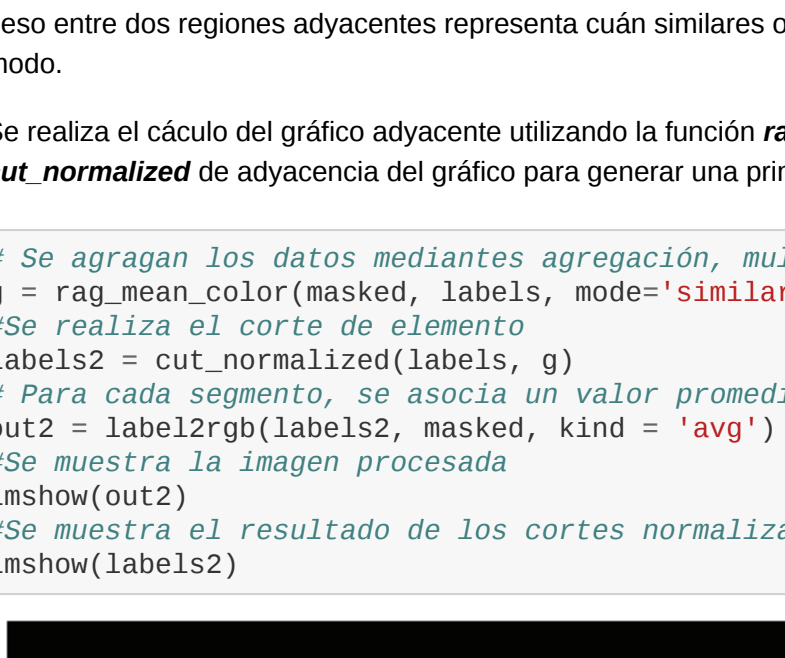 eso entre dos regiones adyacentes representa cuán similares o
modo.
Se realiza el cáculo del gráfico adyacente utilizando la función ra
cut_normalized de adyacencia del gráfico para generar una prin
# Se agragan los datos mediantes agregación, mul
g = rag_mean_color(masked, labels, mode='similar
#Se realiza el corte de elemento
labels2 = cut_normalized(labels, g)
# Para cada segmento, se asocia un valor promedi
out2 = label2rgb(labels2, masked, kind = 'avg')
#Se muestra la imagen procesada
imshow(out2)
#Se muestra el resultado de los cortes normaliza
imshow(labels2)